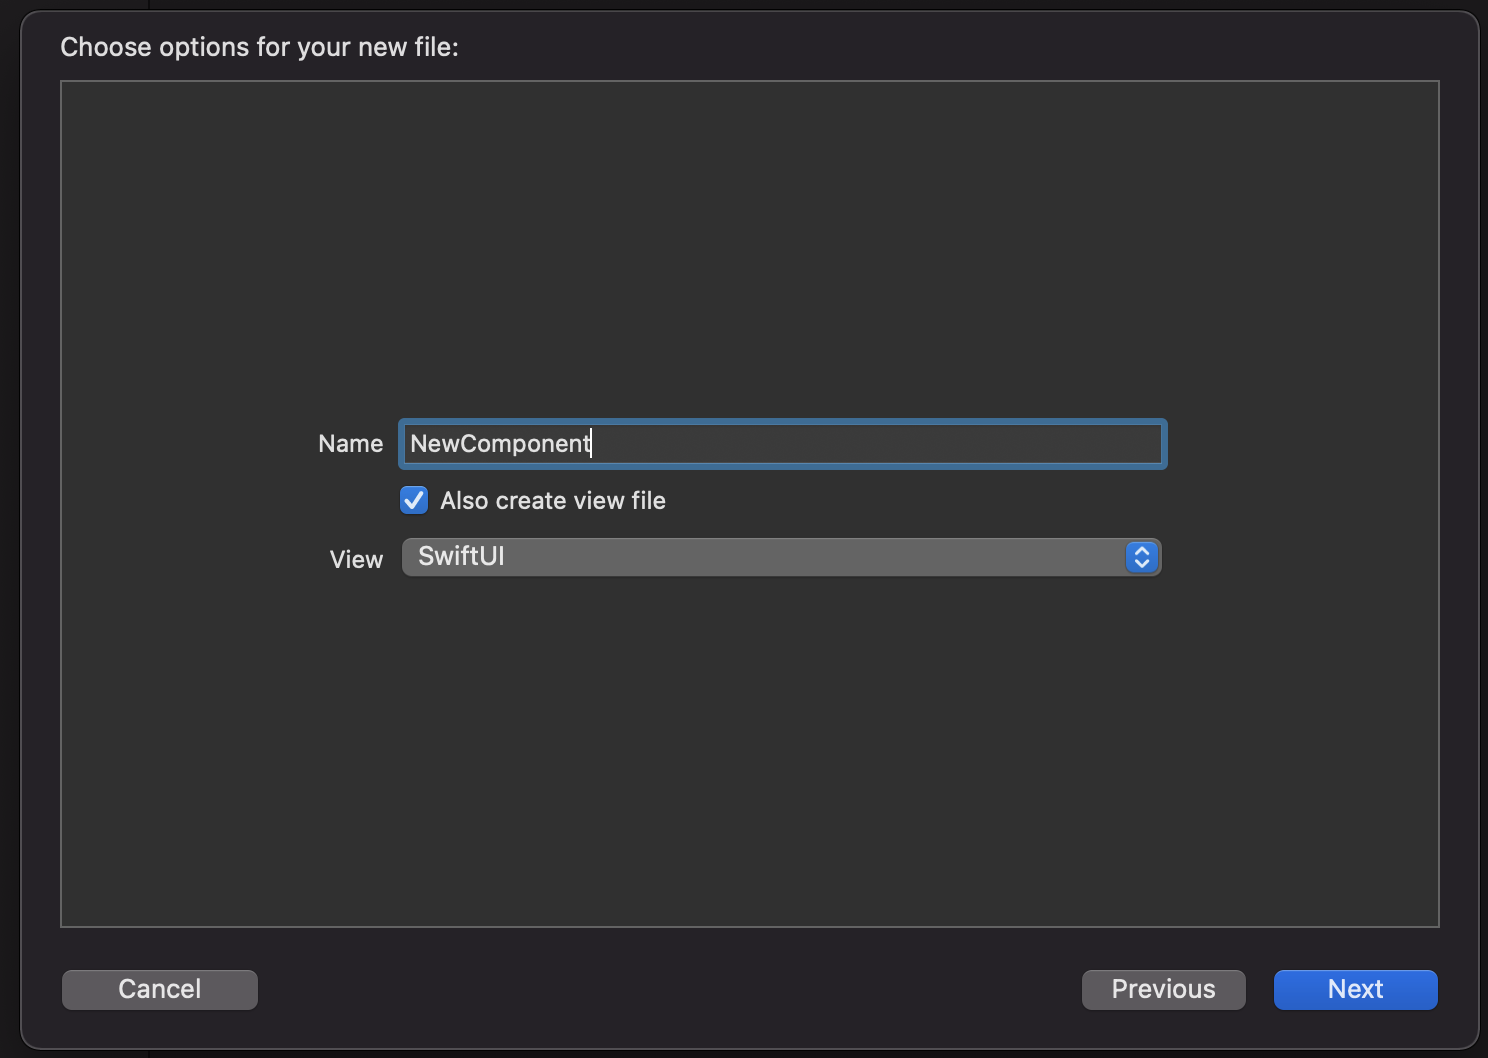 Choose options for your new file:
Name NewComponent
Also create view file
View SwiftUI
Cancel Previous Next